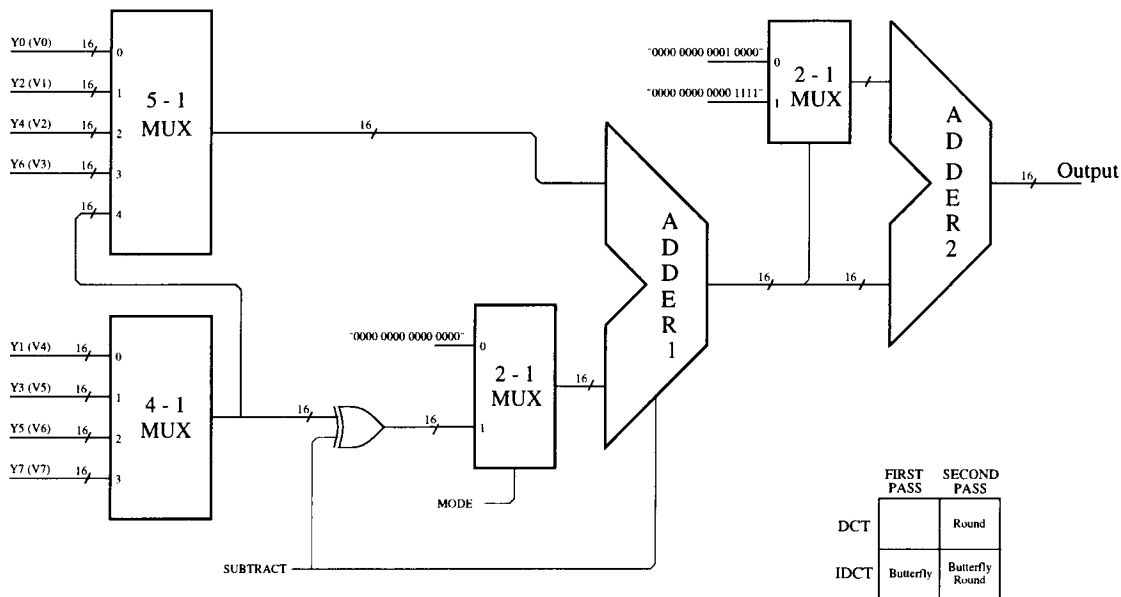 Y0 (V0) 16 0
Y2 (V1) 16 1
Y4 (V2) 16 2
Y6 (V3) 16 3
16 4
5 - 1
MUX
16
"0000 0000 0001 0000"
0
"0000 0000 0000 1111"
1
2 - 1
MUX
ADDER2
16
Output
ADDER1
16
16
Y1 (V4) 16 0
Y3 (V5) 16 1
Y5 (V6) 16 2
Y7 (V7) 16 3
4 - 1
MUX
16
16
"0000 0000 0000 0000"
0
1
2 - 1
MUX
16
MODE
SUBTRACT
FIRST PASS
SECOND PASS
DCT
Round
IDCT
Butterfly
Butterfly
Round